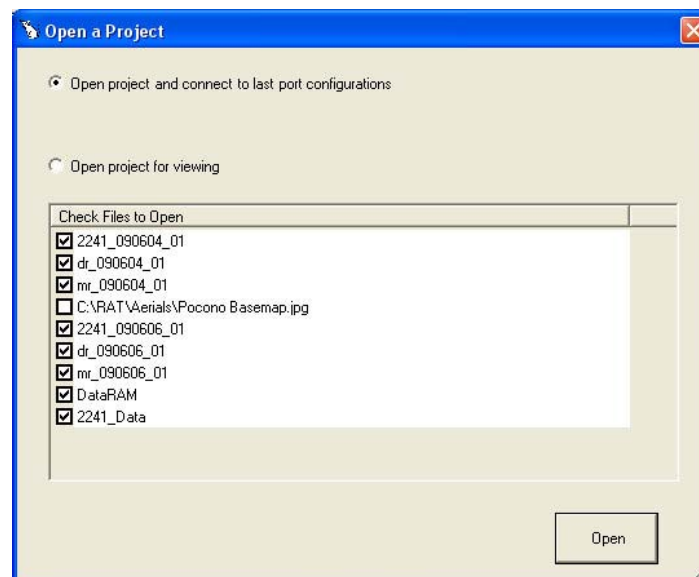 Open a Project
Open project and connect to last port configurations
Open project for viewing
Check Files to Open
2241_090604_01
dr_090604_01
mr_090604_01
C:\RAT\Aerials\Pocono Basemap.jpg
2241_090606_01
dr_090606_01
mr_090606_01
DataRAM
2241_Data
Open